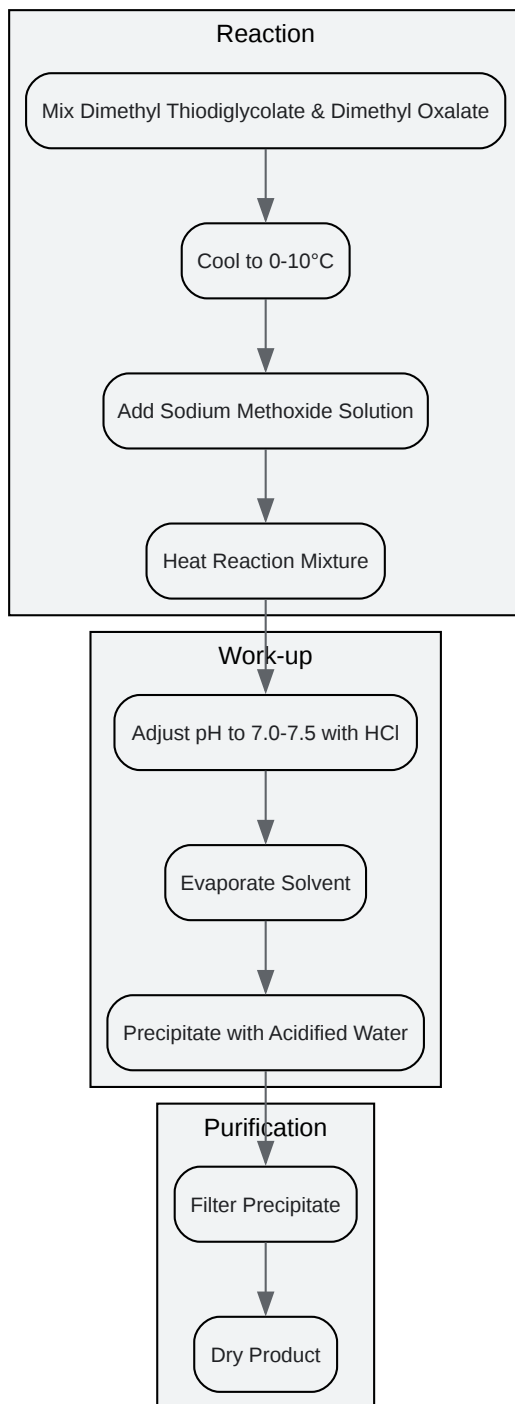 Reaction
Mix Dimethyl Thiodiglycolate & Dimethyl Oxalate
Cool to 0-10°C
Add Sodium Methoxide Solution
Heat Reaction Mixture
Work-up
Adjust pH to 7.0-7.5 with HCl
Evaporate Solvent
Precipitate with Acidified Water
Purification
Filter Precipitate
Dry Product